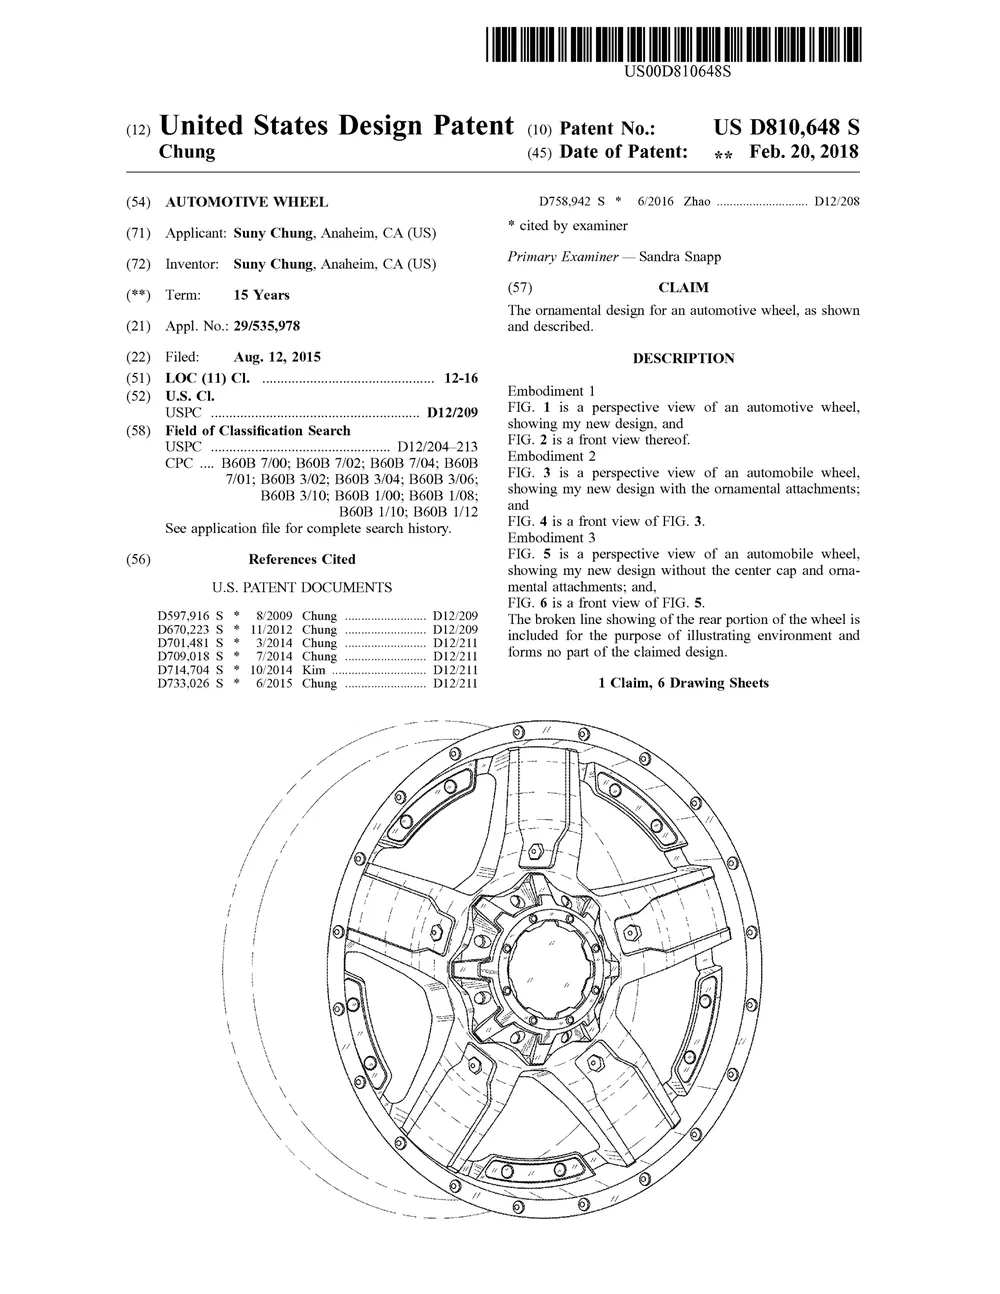 US00D810648S
(12) United States Design Patent
Chung
(10) Patent No.: US D810,648 S
(45) Date of Patent: ** Feb. 20, 2018
(54) AUTOMOTIVE WHEEL
(71) Applicant: Suny Chung, Anaheim, CA (US)
(72) Inventor: Suny Chung, Anaheim, CA (US)
(**) Term: 15 Years
(21) Appl. No.: 29/535,978
(22) Filed: Aug. 12, 2015
(51) LOC (11) Cl. ............................................... 12-16
(52) U.S. Cl.
USPC ......................................................... D12/209
(58) Field of Classification Search
USPC ................................................. D12/204–213
CPC .... B60B 7/00; B60B 7/02; B60B 7/04; B60B
7/01; B60B 3/02; B60B 3/04; B60B 3/06;
B60B 3/10; B60B 1/00; B60B 1/08;
B60B 1/10; B60B 1/12
See application file for complete search history.
(56) References Cited
U.S. PATENT DOCUMENTS
D597,916 S * 8/2009 Chung ......................... D12/209
D670,223 S * 11/2012 Chung ......................... D12/209
D701,481 S * 3/2014 Chung ......................... D12/211
D709,018 S * 7/2014 Chung ......................... D12/211
D714,704 S * 10/2014 Kim ............................. D12/211
D733,026 S * 6/2015 Chung ......................... D12/211
D758,942 S * 6/2016 Zhao ............................ D12/208
* cited by examiner
Primary Examiner — Sandra Snapp
(57) CLAIM
The ornamental design for an automotive wheel, as shown
and described.
DESCRIPTION
Embodiment 1
FIG. 1 is a perspective view of an automotive wheel,
showing my new design, and
FIG. 2 is a front view thereof.
Embodiment 2
FIG. 3 is a perspective view of an automobile wheel,
showing my new design with the ornamental attachments;
and
FIG. 4 is a front view of FIG. 3.
Embodiment 3
FIG. 5 is a perspective view of an automobile wheel,
showing my new design without the center cap and orna-
mental attachments; and,
FIG. 6 is a front view of FIG. 5.
The broken line showing of the rear portion of the wheel is
included for the purpose of illustrating environment and
forms no part of the claimed design.
1 Claim, 6 Drawing Sheets